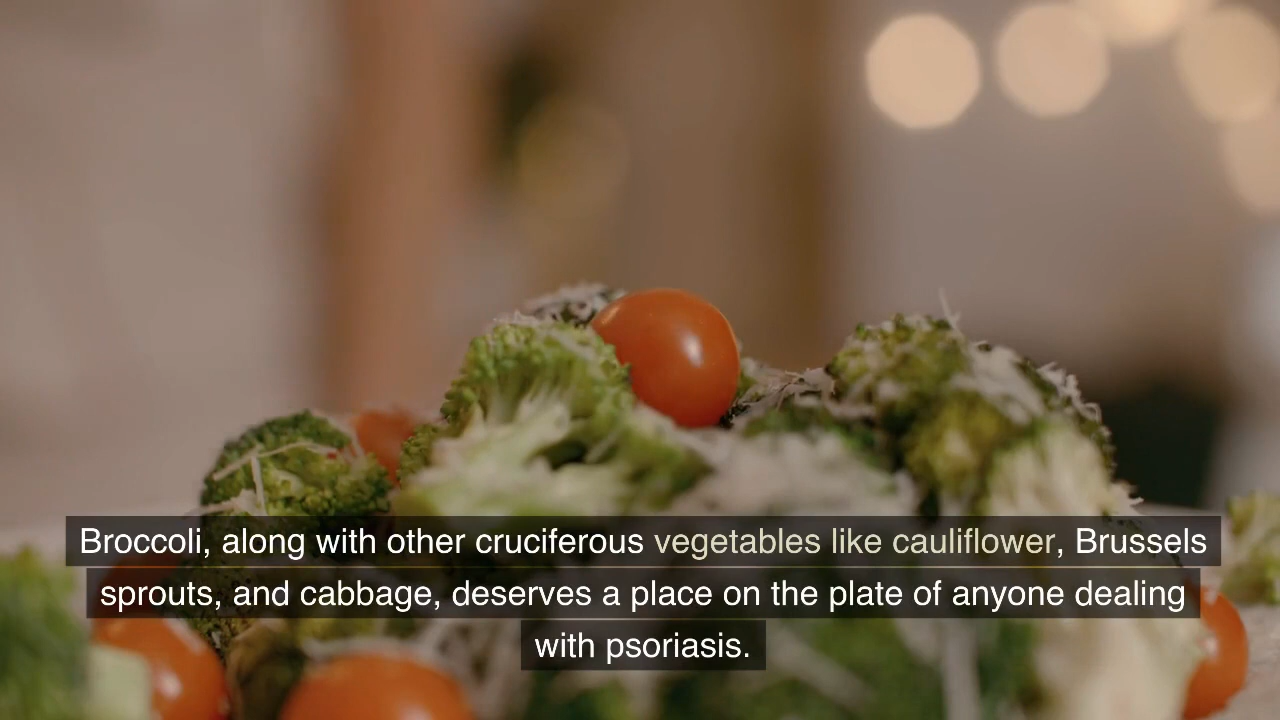 Broccoli, along with other cruciferous vegetables like cauliflower, Brussels
sprouts, and cabbage, deserves a place on the plate of anyone dealing
with psoriasis.